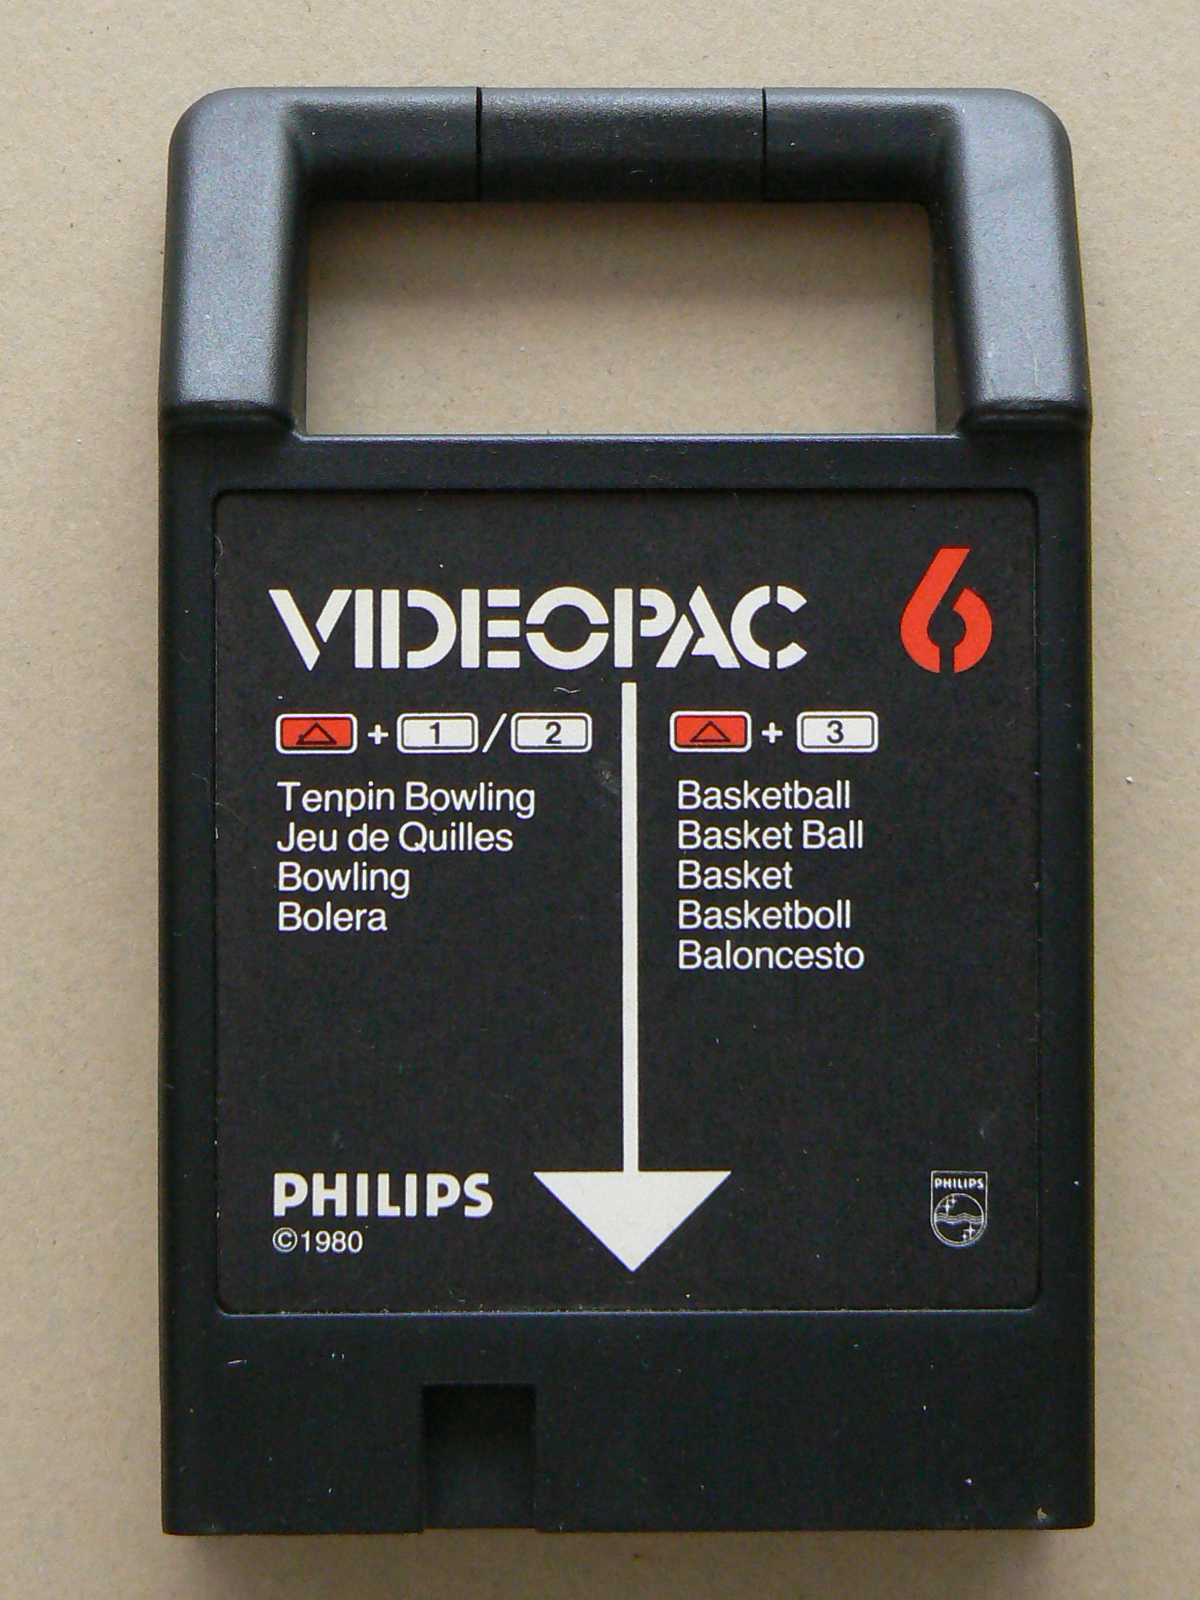 VIDEOPAC 6
+ 1 / 2
Tenpin Bowling
Jeu de Quilles
Bowling
Bolera
+ 3
Basketball
Basket Ball
Basket
Basketboll
Baloncesto
PHILIPS
©1980
PHILIPS